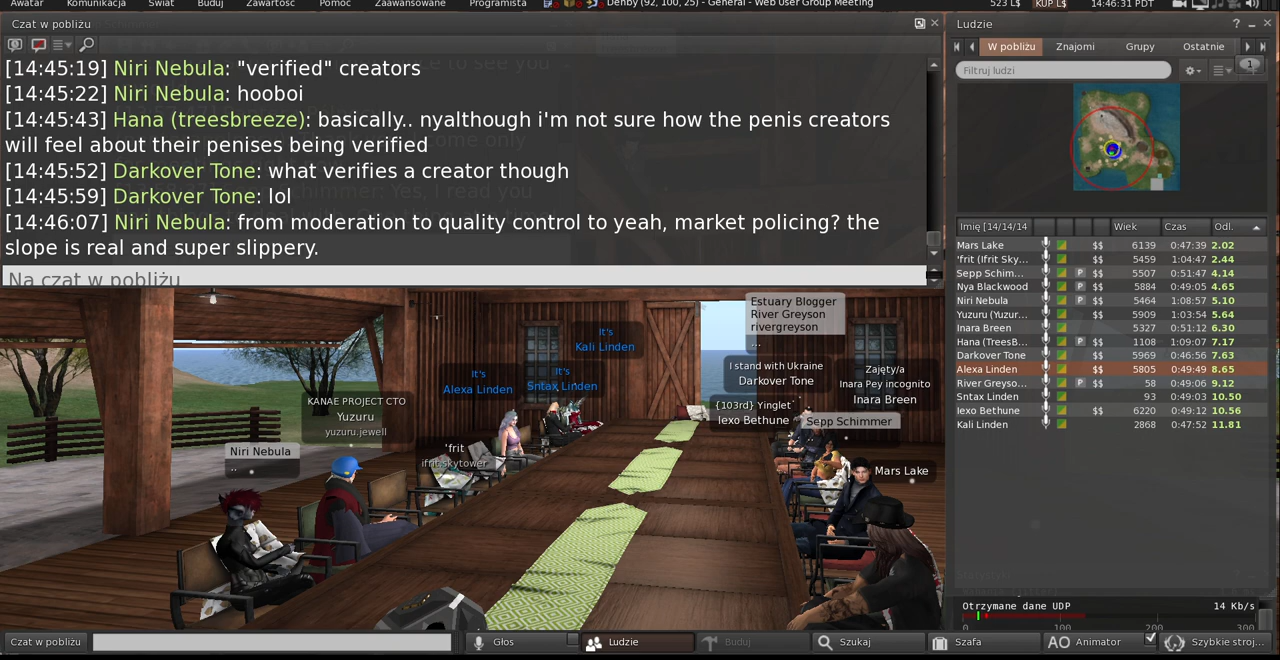 Awatar Komunikacja Świat Buduj Zawartość Pomoc Zaawansowane Programista Denby (92, 100, 25) - General - Web User Group Meeting 523 L$ KUP L$ 14:46:31 PDT
Czat w pobliżu
[14:45:19] Niri Nebula: "verified" creators
[14:45:22] Niri Nebula: hooboi
[14:45:43] Hana (treesbreeze): basically.. nyalthough i'm not sure how the penis creators
will feel about their penises being verified
[14:45:52] Darkover Tone: what verifies a creator though
[14:45:59] Darkover Tone: lol
[14:46:07] Niri Nebula: from moderation to quality control to yeah, market policing? the
slope is real and super slippery.
Na czat w pobliżu
Estuary Blogger
River Greyson
rivergreyson
...
It's
Kali Linden
I stand with Ukraine
Darkover Tone
It's
Alexa Linden
It's
Sntax Linden
Zajęty/a
Inara Pey incognito
Inara Breen
KANAE PROJECT CTO
Yuzuru
yuzuru.jewell
{103rd} Yinglet
Iexo Bethune
Sepp Schimmer
Niri Nebula
..
'frit
ifrit.skytower
Mars Lake
Ludzie
? _ ×
W pobliżu Znajomi Grupy Ostatnie
Filtruj ludzi
1
Imię [14/14/14 Wiek Czas Odl.
Mars Lake $$ 6139 0:47:39 2.02
'frit (Ifrit Sky... $$ 5459 1:04:47 2.44
Sepp Schim... P $$ 5507 0:51:47 4.14
Nya Blackwood P $$ 5884 0:49:05 4.65
Niri Nebula P $$ 5464 1:08:57 5.10
Yuzuru (Yuzur... $$ 5909 1:03:54 5.64
Inara Breen 5327 0:51:12 6.30
Hana (TreesB... P $$ 1108 1:09:07 7.17
Darkover Tone $$ 5969 0:46:56 7.63
Alexa Linden $$ 5805 0:49:49 8.65
River Greyso... P $$ 58 0:49:06 9.12
Sntax Linden 93 0:49:03 10.50
Iexo Bethune $$ 6220 0:49:12 10.56
Kali Linden 2868 0:47:52 11.81
Otrzymane dane UDP 14 Kb/s
0 100 200 300
Czat w pobliżu Głos Ludzie Buduj Szukaj Szafa AO Animator Szybkie stroj...